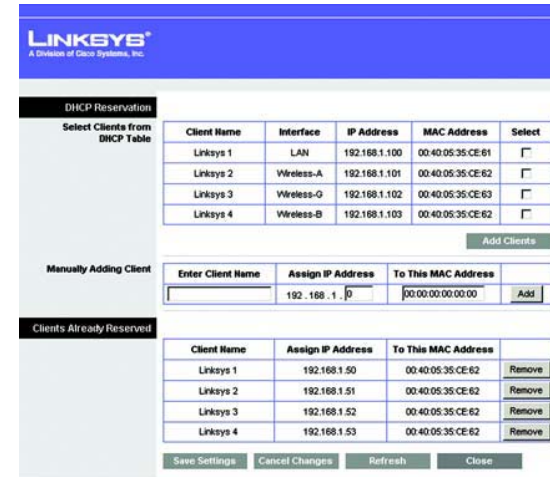 LINKSYS®
A Division of Cisco Systems, Inc.
DHCP Reservation
Select Clients from DHCP Table
Client Name Interface IP Address MAC Address Select
Linksys 1 LAN 192.168.1.100 00:40:05:35:CE:61
Linksys 2 Wireless-A 192.168.1.101 00:40:05:35:CE:62
Linksys 3 Wireless-G 192.168.1.102 00:40:05:35:CE:63
Linksys 4 Wireless-B 192.168.1.103 00:40:05:35:CE:62
Add Clients
Manually Adding Client
Enter Client Name Assign IP Address To This MAC Address
192 . 168 . 1 . 0 00:00:00:00:00:00 Add
Clients Already Reserved
Client Name Assign IP Address To This MAC Address
Linksys 1 192.168.1.50 00:40:05:35:CE:62 Remove
Linksys 2 192.168.1.51 00:40:05:35:CE:62 Remove
Linksys 3 192.168.1.52 00:40:05:35:CE:62 Remove
Linksys 4 192.168.1.53 00:40:05:35:CE:62 Remove
Save Settings Cancel Changes Refresh Close